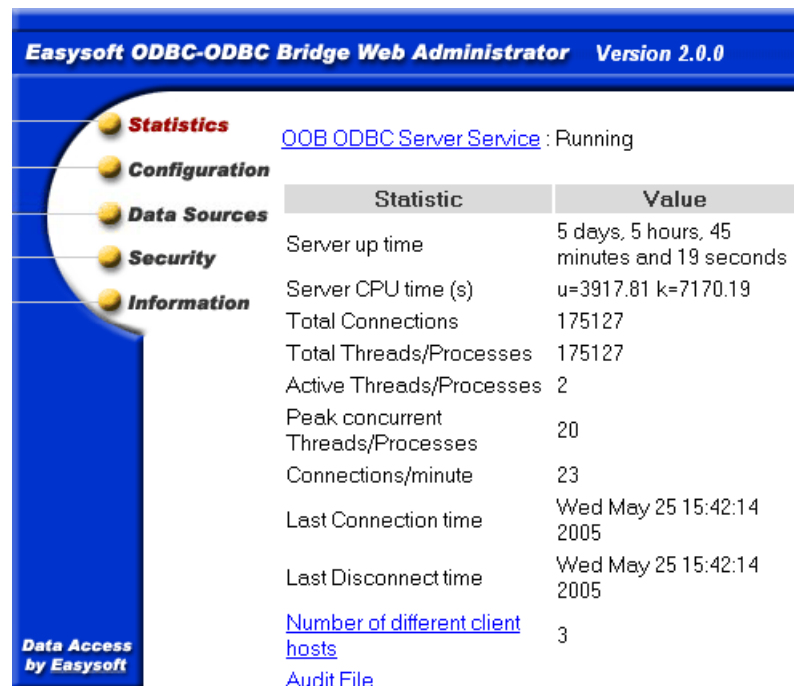 Easysoft ODBC-ODBC Bridge Web Administrator Version 2.0.0
Statistics
Configuration
Data Sources
Security
Information
OOB ODBC Server Service : Running
Statistic Value
Server up time 5 days, 5 hours, 45
minutes and 19 seconds
Server CPU time (s) u=3917.81 k=7170.19
Total Connections 175127
Total Threads/Processes 175127
Active Threads/Processes 2
Peak concurrent
Threads/Processes 20
Connections/minute 23
Last Connection time Wed May 25 15:42:14
2005
Last Disconnect time Wed May 25 15:42:14
2005
Number of different client
hosts 3
Audit File
Data Access
by Easysoft